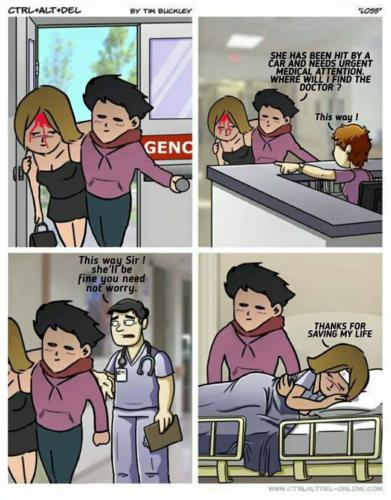 CTRL+ALT+DEL
BY TIM BUCKLEY
"LOSS"
GENC
SHE HAS BEEN HIT BY A
CAR AND NEEDS URGENT
MEDICAL ATTENTION.
WHERE WILL I FIND THE
DOCTOR ?
This way !
This way Sir !
she'll be
fine you need
not worry.
THANKS FOR
SAVING MY LIFE
WWW.CTRLALTDEL-ONLINE.COM